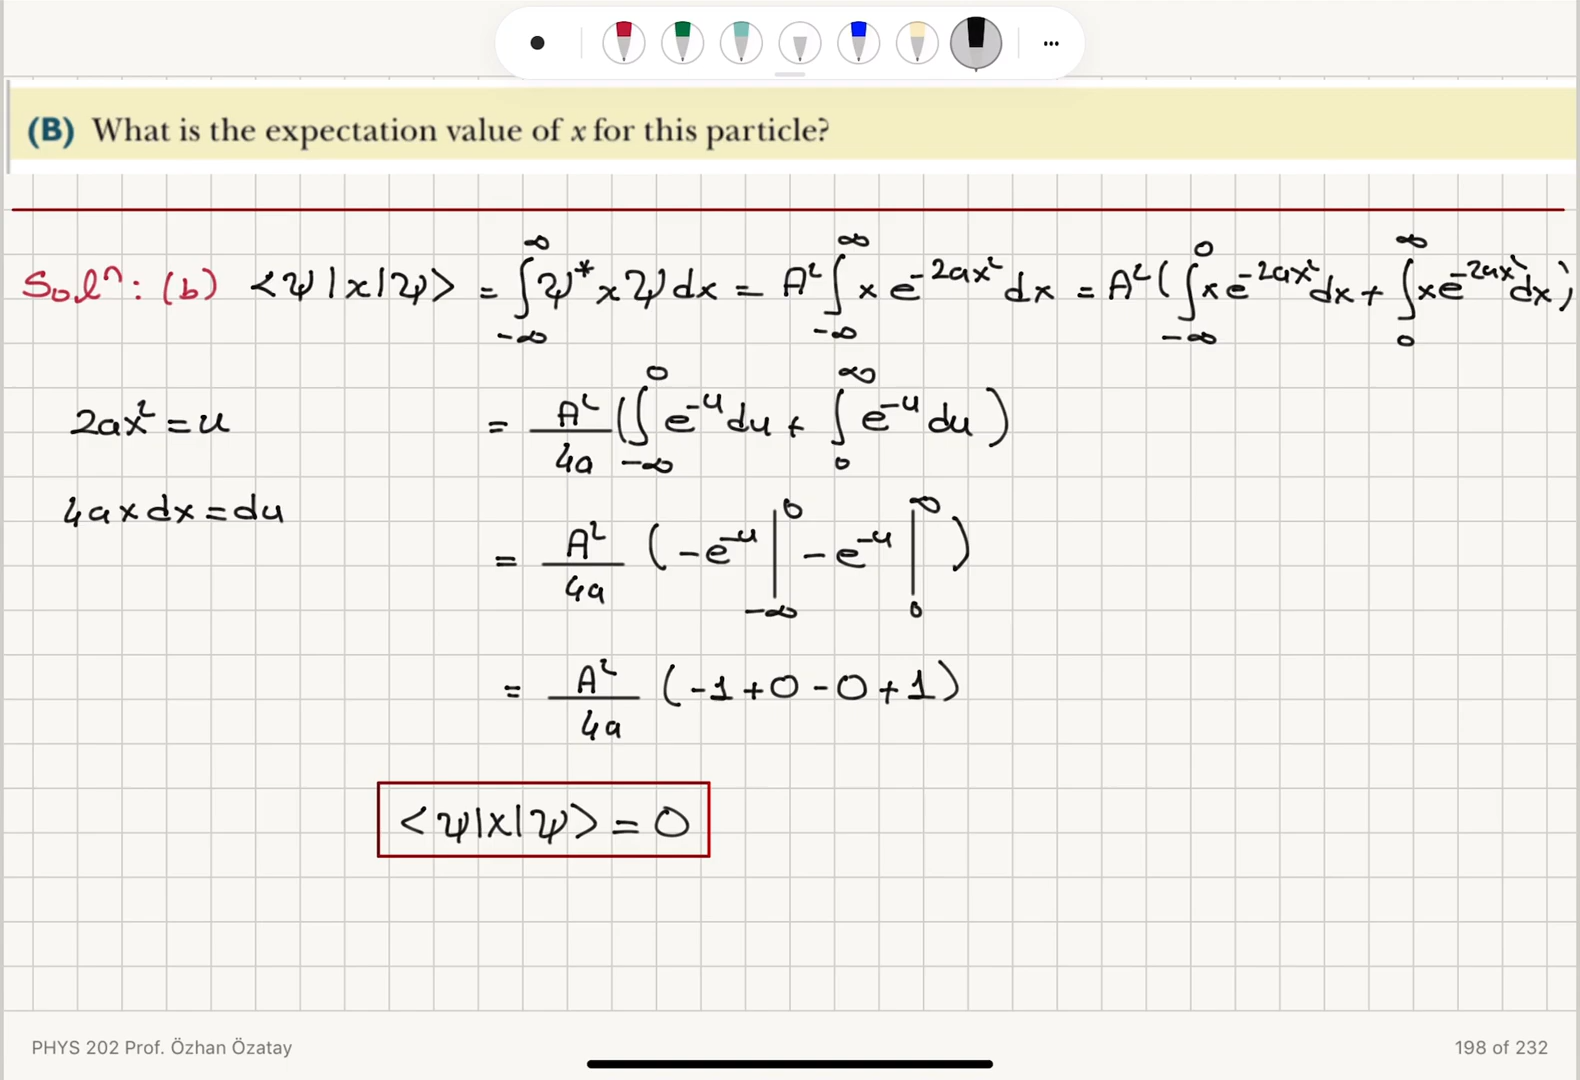 (B) What is the expectation value of x for this particle?
Solⁿ: (b) <ψ|x|ψ> = ∫_{-∞}^{∞} ψ* x ψ dx = A² ∫_{-∞}^{∞} x e^{-2ax²} dx = A² ( ∫_{-∞}^{0} x e^{-2ax²} dx + ∫_{0}^{∞} x e^{-2ax²} dx )
2ax² = u = A²/4a ( ∫_{-∞}^{0} e^{-u} du + ∫_{0}^{∞} e^{-u} du )
4axdx = du
= A²/4a ( -e^{-u} |_{-∞}^{0} - e^{-u} |_{0}^{∞} )
= A²/4a ( -1 + 0 - 0 + 1 )
<ψ|x|ψ> = 0
PHYS 202 Prof. Özhan Özatay
198 of 232